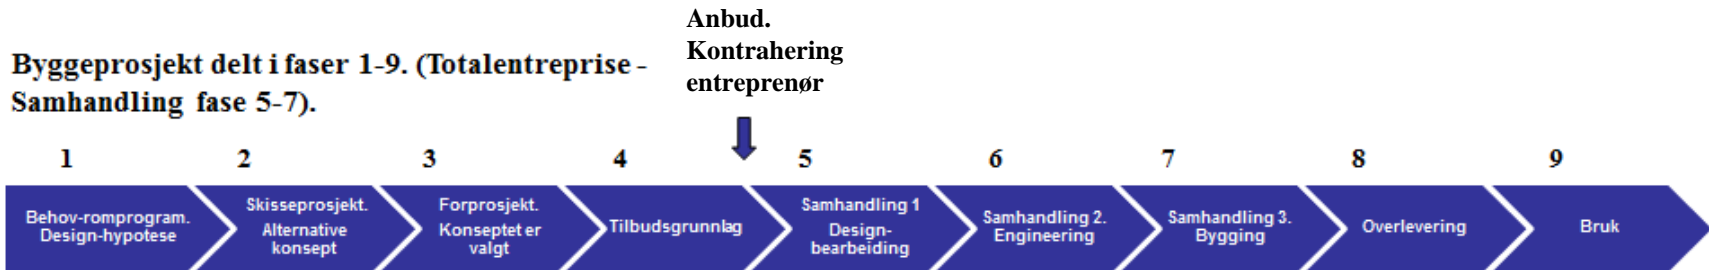 Anbud.
Kontrahering
entreprenør
Byggeprosjekt delt i faser 1-9. (Totalentreprise -
Samhandling fase 5-7).
1 2 3 4 5 6 7 8 9
Behov-romprogram.
Design-hypotese
Skisseprosjekt.
Alternative
konsept
Forprosjekt.
Konseptet er
valgt
Tilbudsgrunnlag
Samhandling 1
Design-
bearbeiding
Samhandling 2.
Engineering
Samhandling 3.
Bygging
Overlevering
Bruk